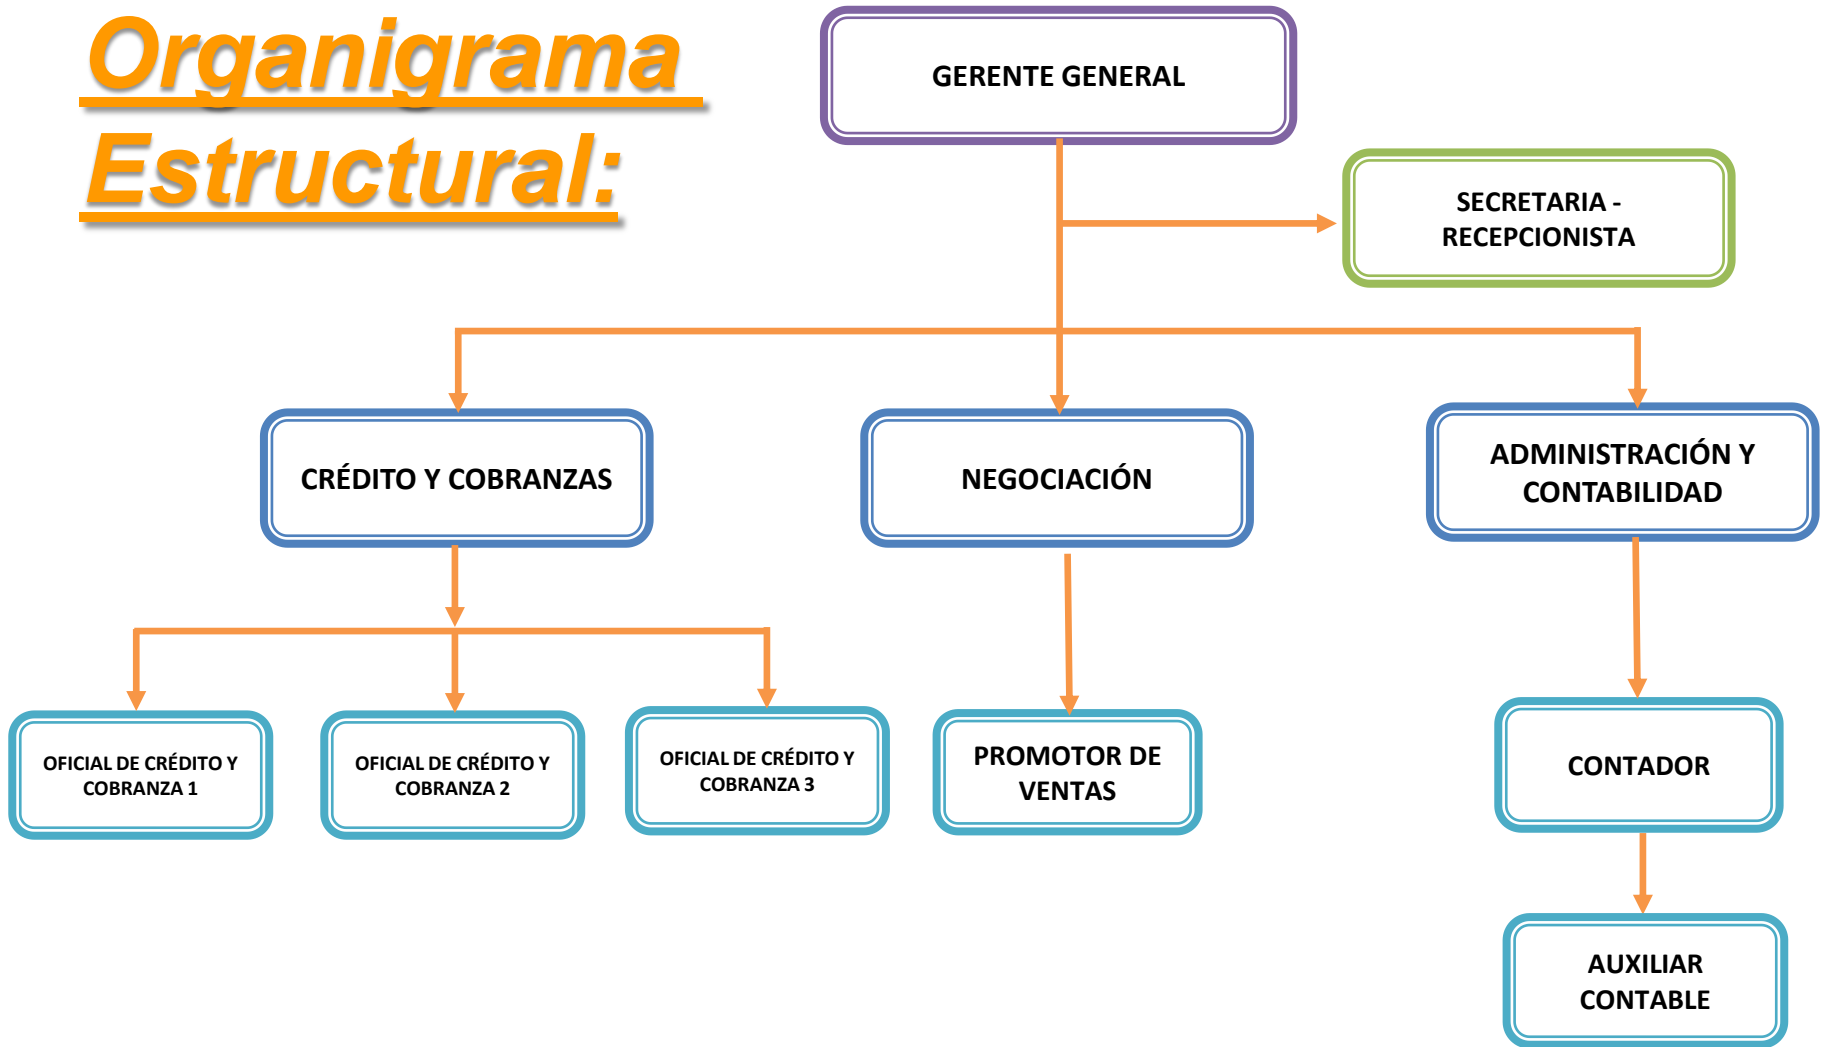 Organigrama
Estructural:
GERENTE GENERAL
SECRETARIA -
RECEPCIONISTA
CRÉDITO Y COBRANZAS
NEGOCIACIÓN
ADMINISTRACIÓN Y
CONTABILIDAD
OFICIAL DE CRÉDITO Y
COBRANZA 1
OFICIAL DE CRÉDITO Y
COBRANZA 2
OFICIAL DE CRÉDITO Y
COBRANZA 3
PROMOTOR DE
VENTAS
CONTADOR
AUXILIAR
CONTABLE